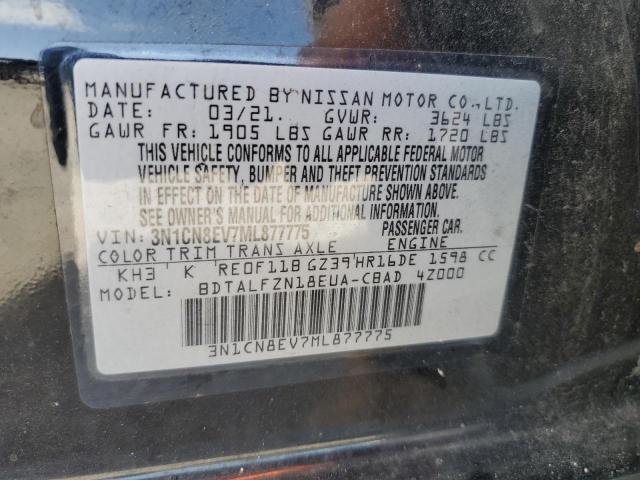 MANUFACTURED BY NISSAN MOTOR CO.,LTD.
DATE: 03/21. GVWR: 3624 LBS
GAWR FR: 1905 LBS GAWR RR: 1720 LBS
THIS VEHICLE CONFORMS TO ALL APPLICABLE FEDERAL MOTOR
VEHICLE SAFETY, BUMPER AND THEFT PREVENTION STANDARDS
IN EFFECT ON THE DATE OF MANUFACTURE SHOWN ABOVE.
SEE OWNER'S MANUAL FOR ADDITIONAL INFORMATION.
VIN: 3N1CN8EV7ML877775 PASSENGER CAR.
COLOR TRIM TRANS AXLE ENGINE
KH3 K RE0F11B GZ39 HR16DE 1598 CC
MODEL: BDTALFZN18EUA-CBAD 4Z000
3N1CN8EV7ML877775